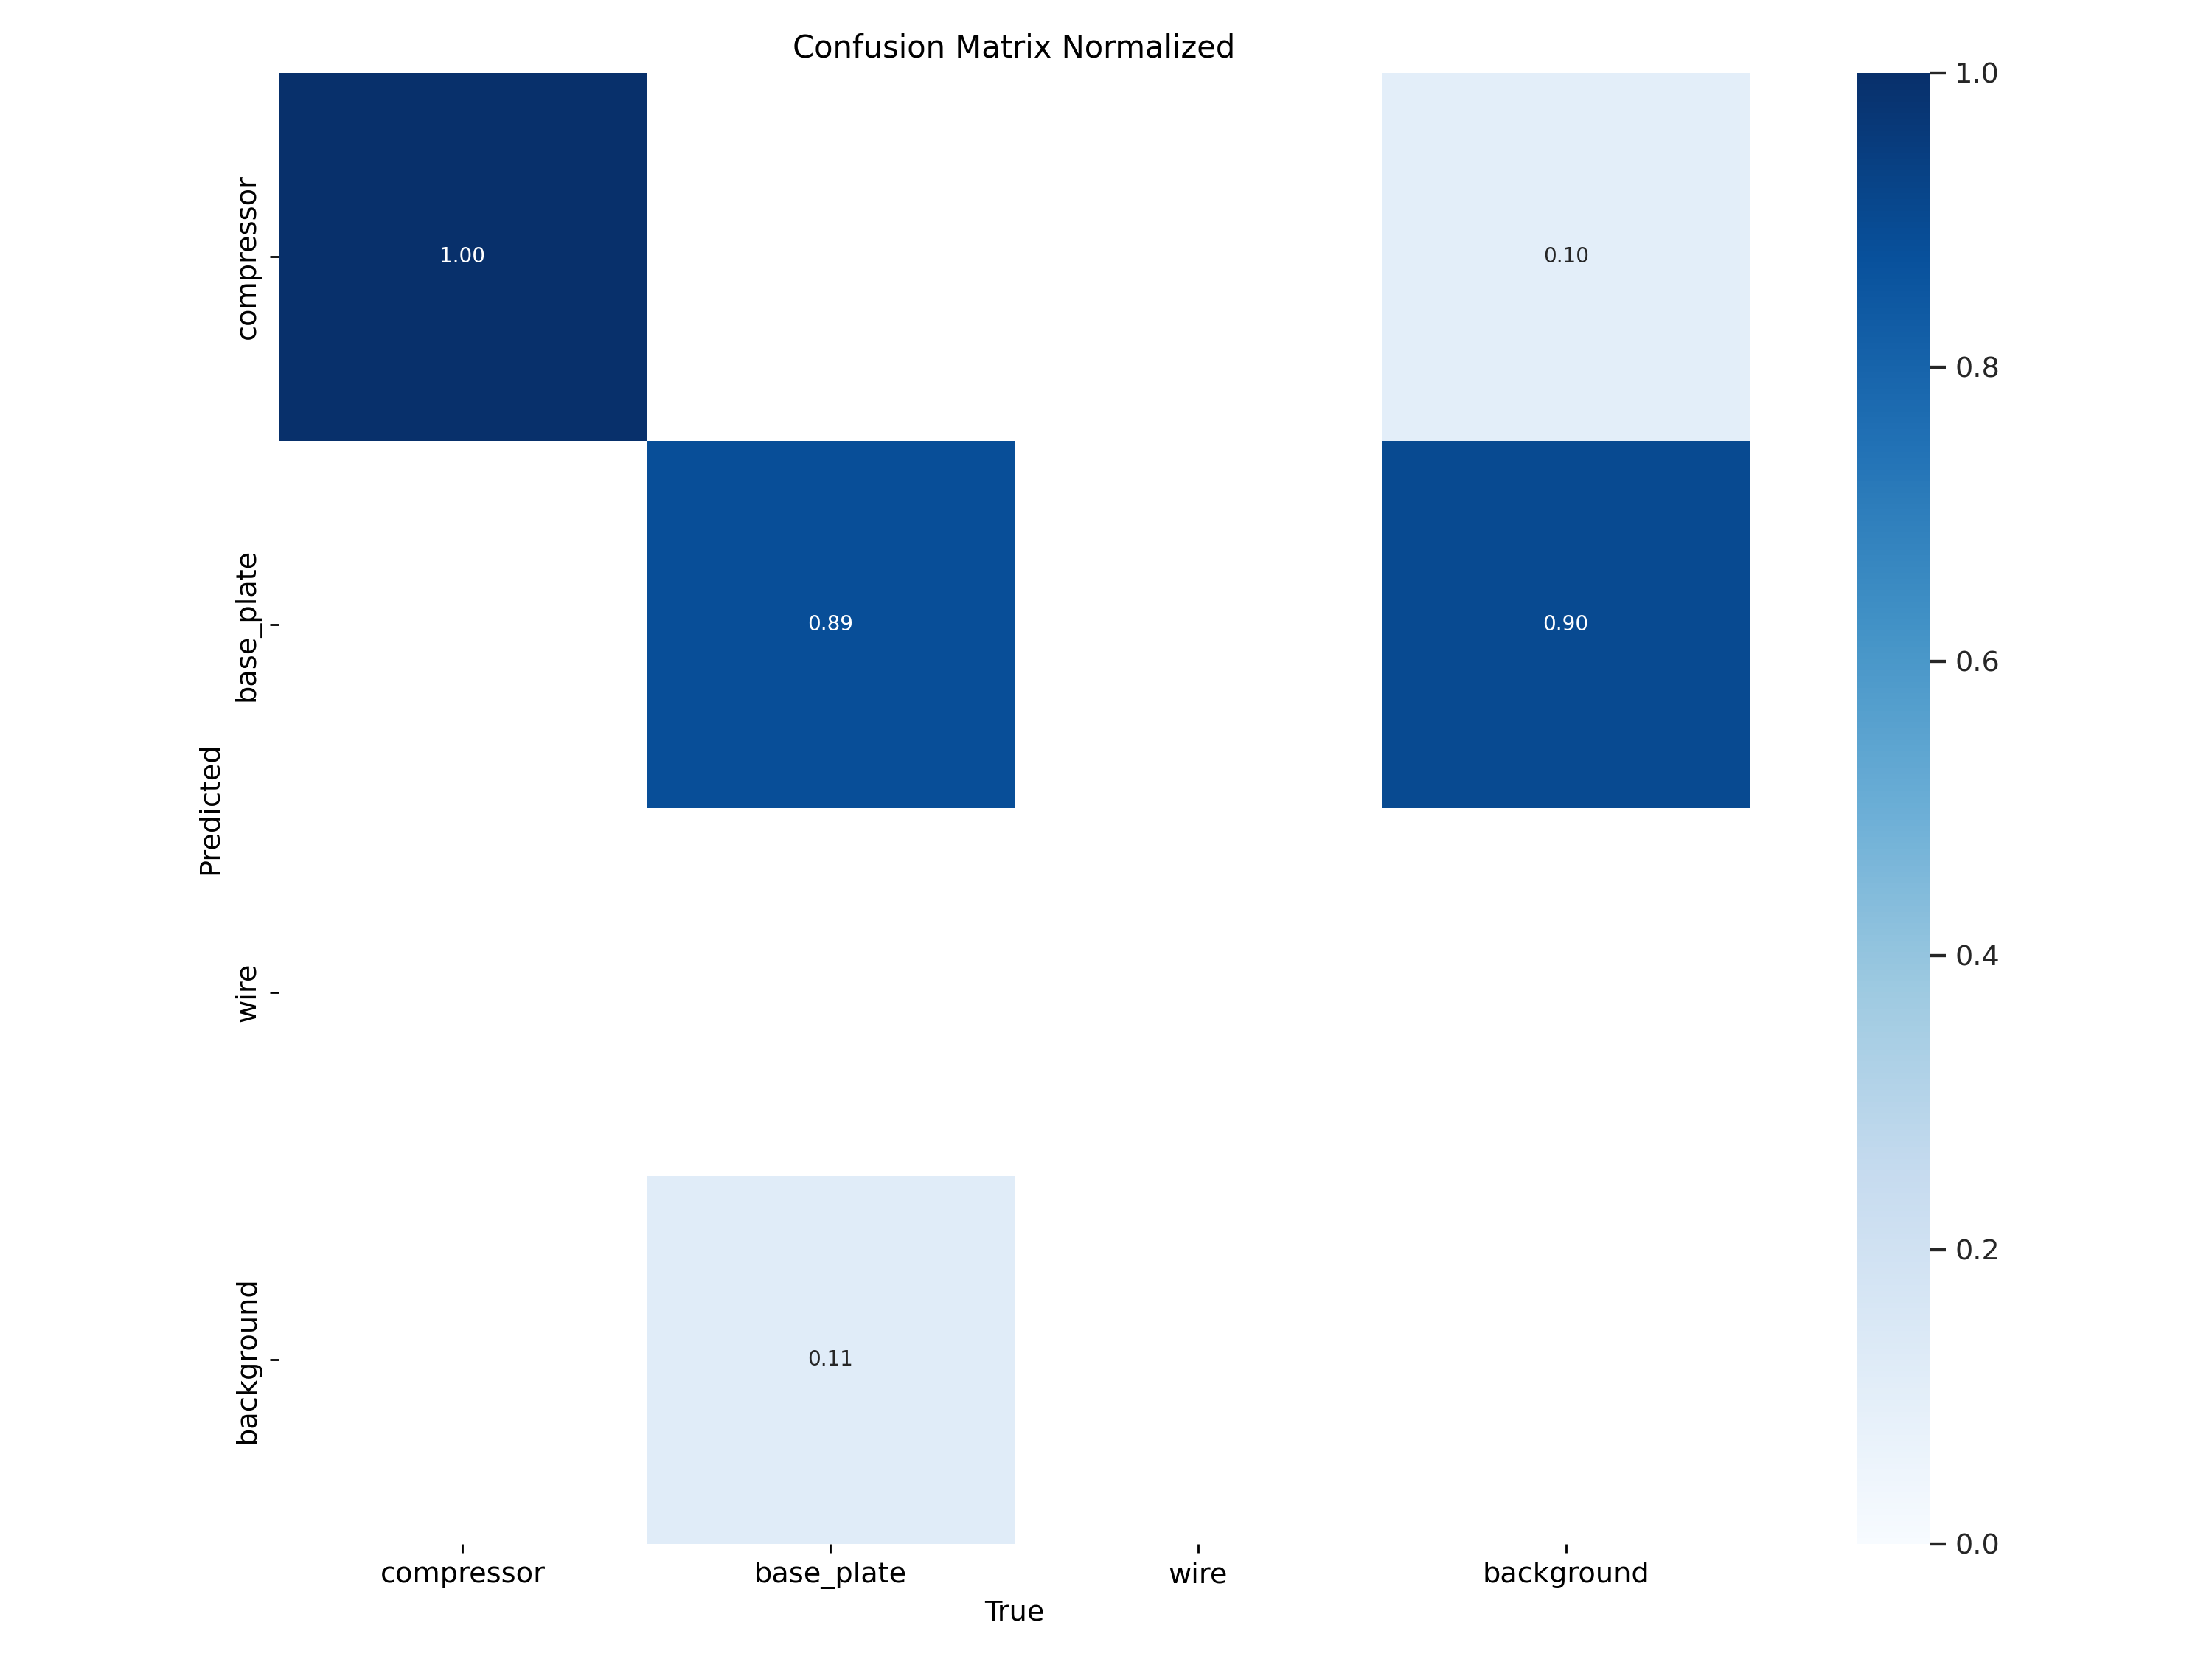 Confusion Matrix Normalized
compressor
1.00
0.10
base_plate
0.89
0.90
wire
background
0.11
Predicted
compressor
base_plate
wire
background
True
1.0
0.8
0.6
0.4
0.2
0.0